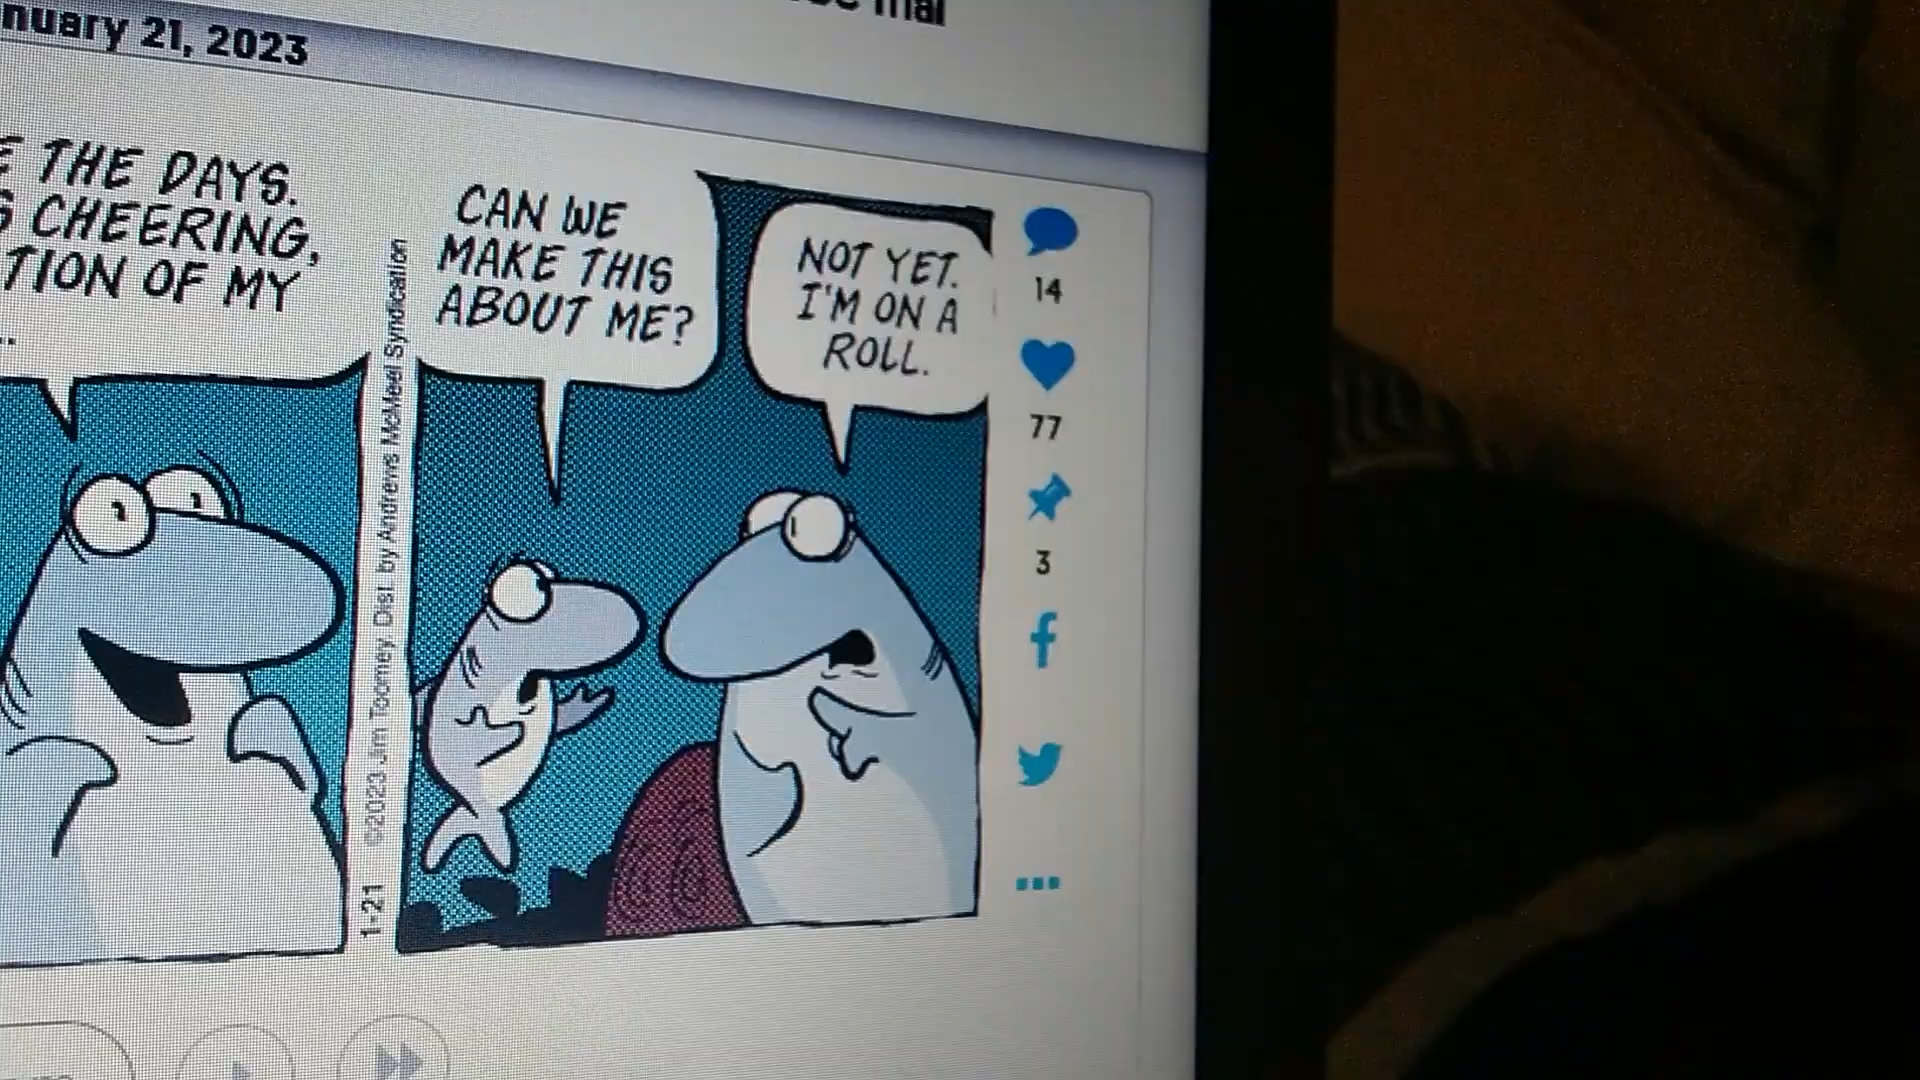 nuary 21, 2023
THE DAYS.
CHEERING,
TION OF MY
..
CAN WE
MAKE THIS
ABOUT ME?
NOT YET.
I'M ON A
ROLL.
1-21 ©2023 Jim Toomey. Dist. by Andrews McMeel Syndication
14
77
3